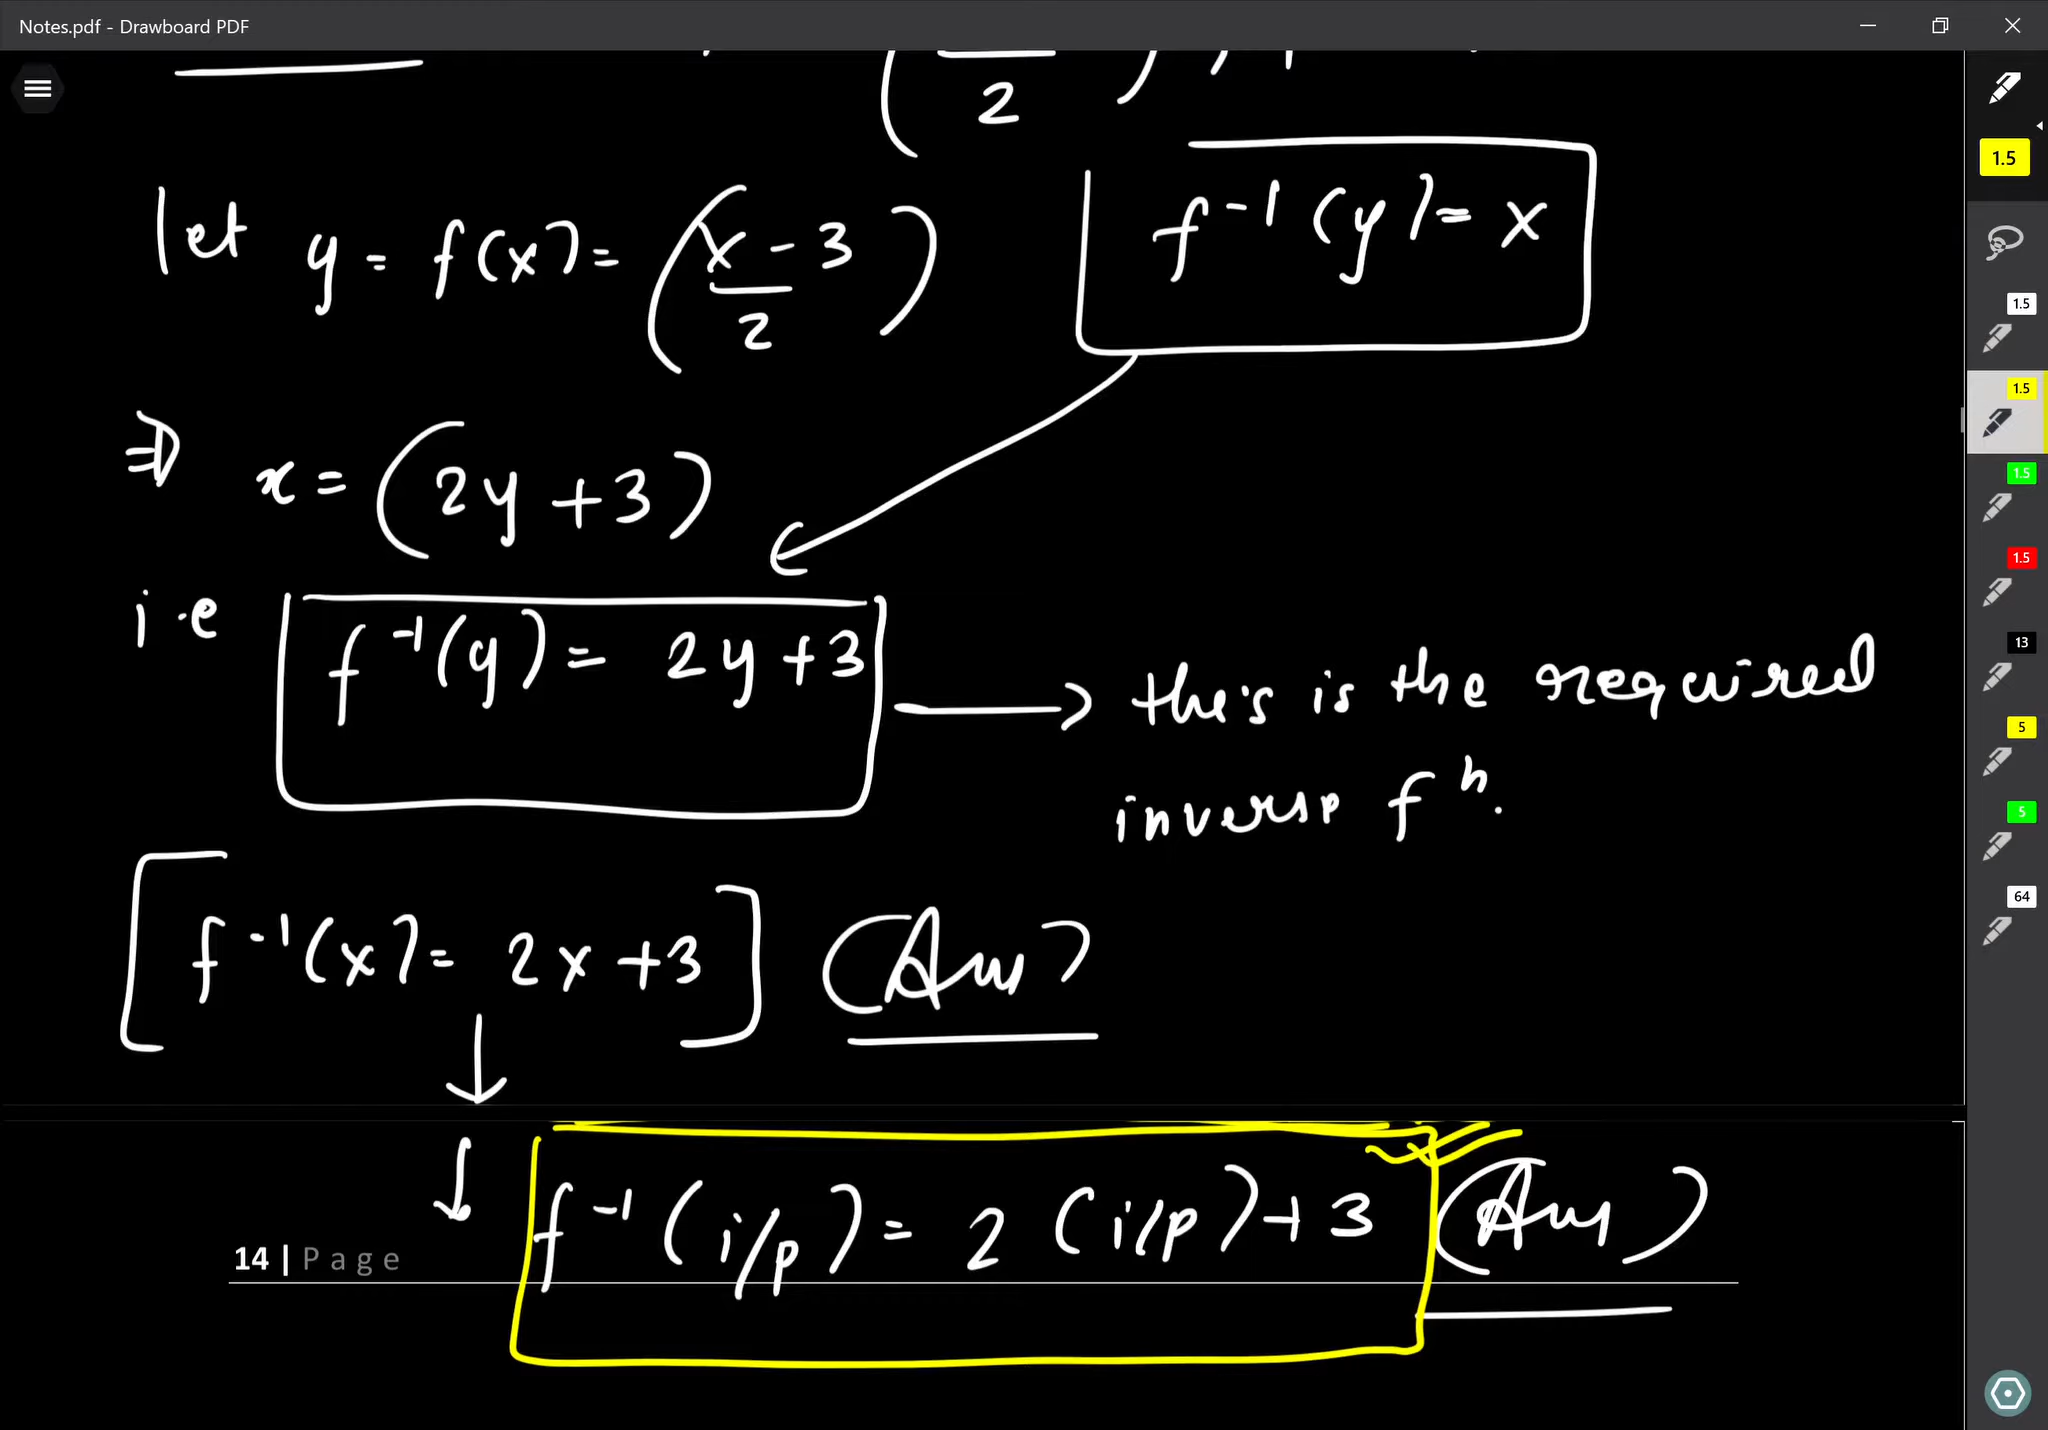 Notes.pdf - Drawboard PDF
2
let y = f(x) = (x - 3 / 2)
f⁻¹(y) = x
⇒ x = (2y + 3)
i.e f⁻¹(y) = 2y + 3 → this is the required
inverse fⁿ.
[f⁻¹(x) = 2x + 3] (Ans)
↓
↓ f⁻¹(i/p) = 2(i/p) + 3 (Ans)
14 | Page
1.5
1.5
1.5
1.5
1.5
13
5
5
64